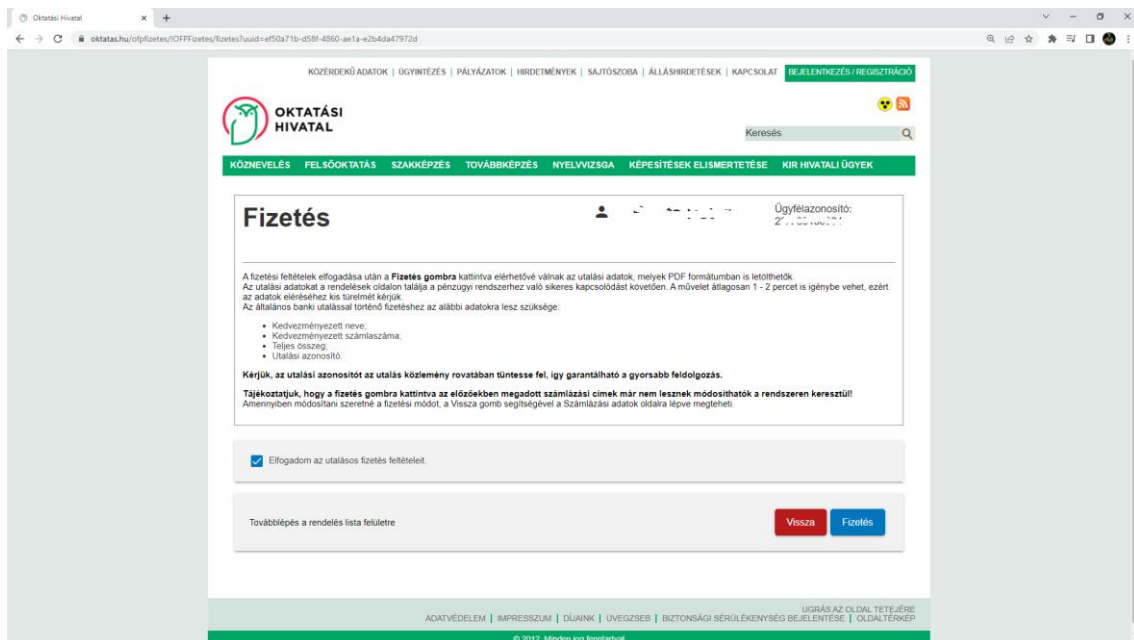 Oktatási Hivatal
oktatas.hu/ofpfizetes/IOFPFizetes/fizetes?uuid=ef50a71b-d58f-4860-ae1a-e2b4da47972d
KÖZÉRDEKŰ ADATOK | ÜGYINTÉZÉS | PÁLYÁZATOK | HIRDETMÉNYEK | SAJTÓSZOBA | ÁLLÁSHIRDETÉSEK | KAPCSOLAT BEJELENTKEZÉS / REGISZTRÁCIÓ
OKTATÁSI
HIVATAL
Keresés
KÖZNEVELÉS FELSŐOKTATÁS SZAKKÉPZÉS TOVÁBBKÉPZÉS NYELVVIZSGA KÉPESÍTÉSEK ELISMERTETÉSE KIR HIVATALI ÜGYEK
Fizetés
Ügyfélazonosító:
A fizetési feltételek elfogadása után a Fizetés gombra kattintva elérhetővé válnak az utalási adatok, melyek PDF formátumban is letölthetők.
Az utalási adatokat a rendelések oldalon találja a pénzügyi rendszerhez való sikeres kapcsolódást követően. A művelet átlagosan 1 - 2 percet is igénybe vehet, ezért
az adatok eléréséhez kis türelmét kérjük.
Az általános banki utalással történő fizetéshez az alábbi adatokra lesz szüksége:
• Kedvezményezett neve;
• Kedvezményezett számlaszáma;
• Teljes összeg;
• Utalási azonosító.
Kérjük, az utalási azonosítót az utalás közlemény rovatában tüntesse fel, így garantálható a gyorsabb feldolgozás.
Tájékoztatjuk, hogy a fizetés gombra kattintva az előzőekben megadott számlázási címek már nem lesznek módosíthatók a rendszeren keresztül!
Amennyiben módosítani szeretné a fizetési módot, a Vissza gomb segítségével a Számlázási adatok oldalra lépve megteheti.
Elfogadom az utalásos fizetés feltételeit.
Továbblépés a rendelés lista felületre
Vissza Fizetés
UGRÁS AZ OLDAL TETEJÉRE
ADATVÉDELEM | IMPRESSZUM | DÍJAINK | ÜVEGZSEB | BIZTONSÁGI SÉRÜLÉKENYSÉG BEJELENTÉSE | OLDALTÉRKÉP
© 2012. Minden jog fenntartva!